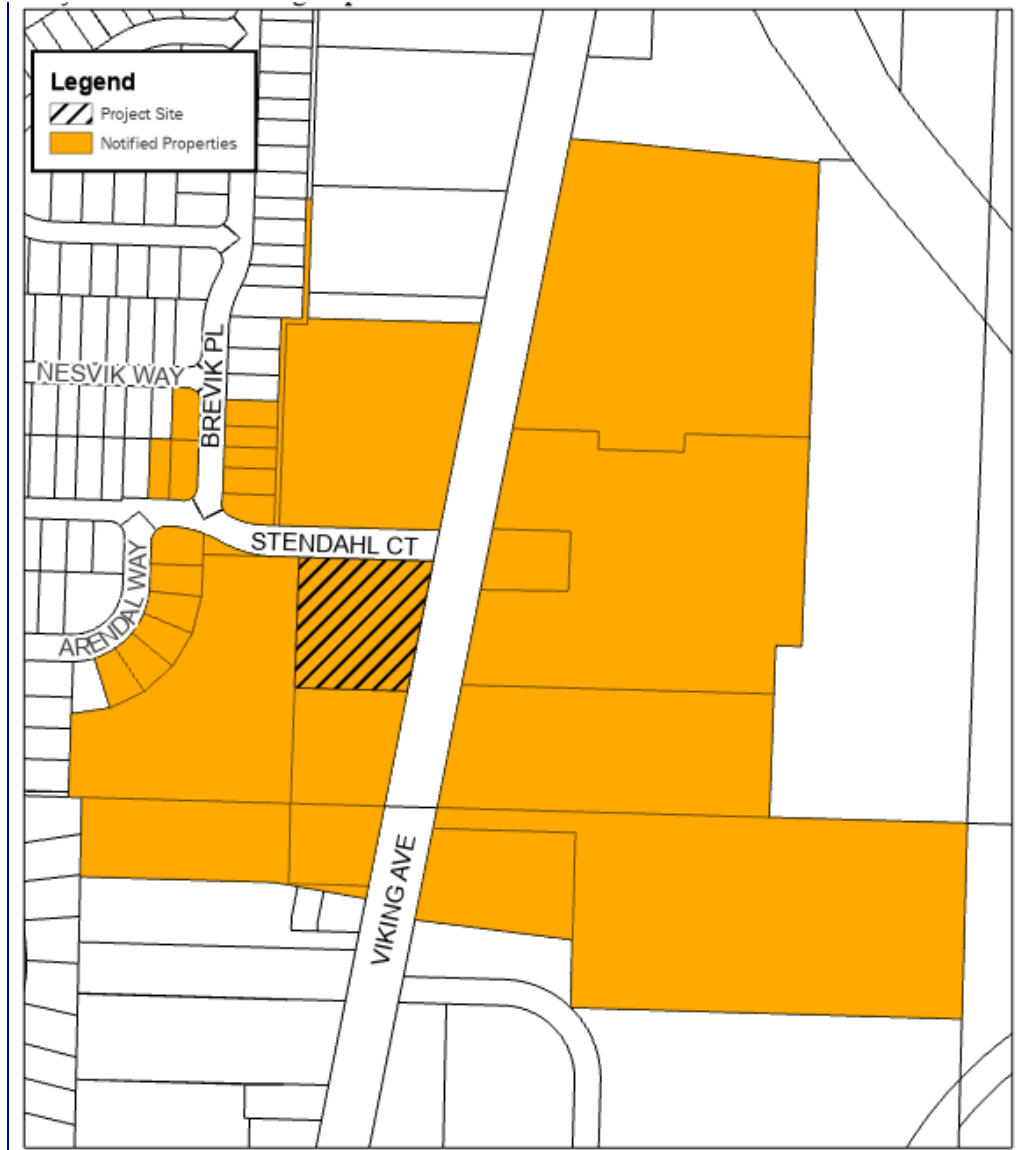 Legend
Project Site
Notified Properties
NESVIK WAY
BREVIK PL
STENDAHL CT
ARENDAL WAY
VIKING AVE